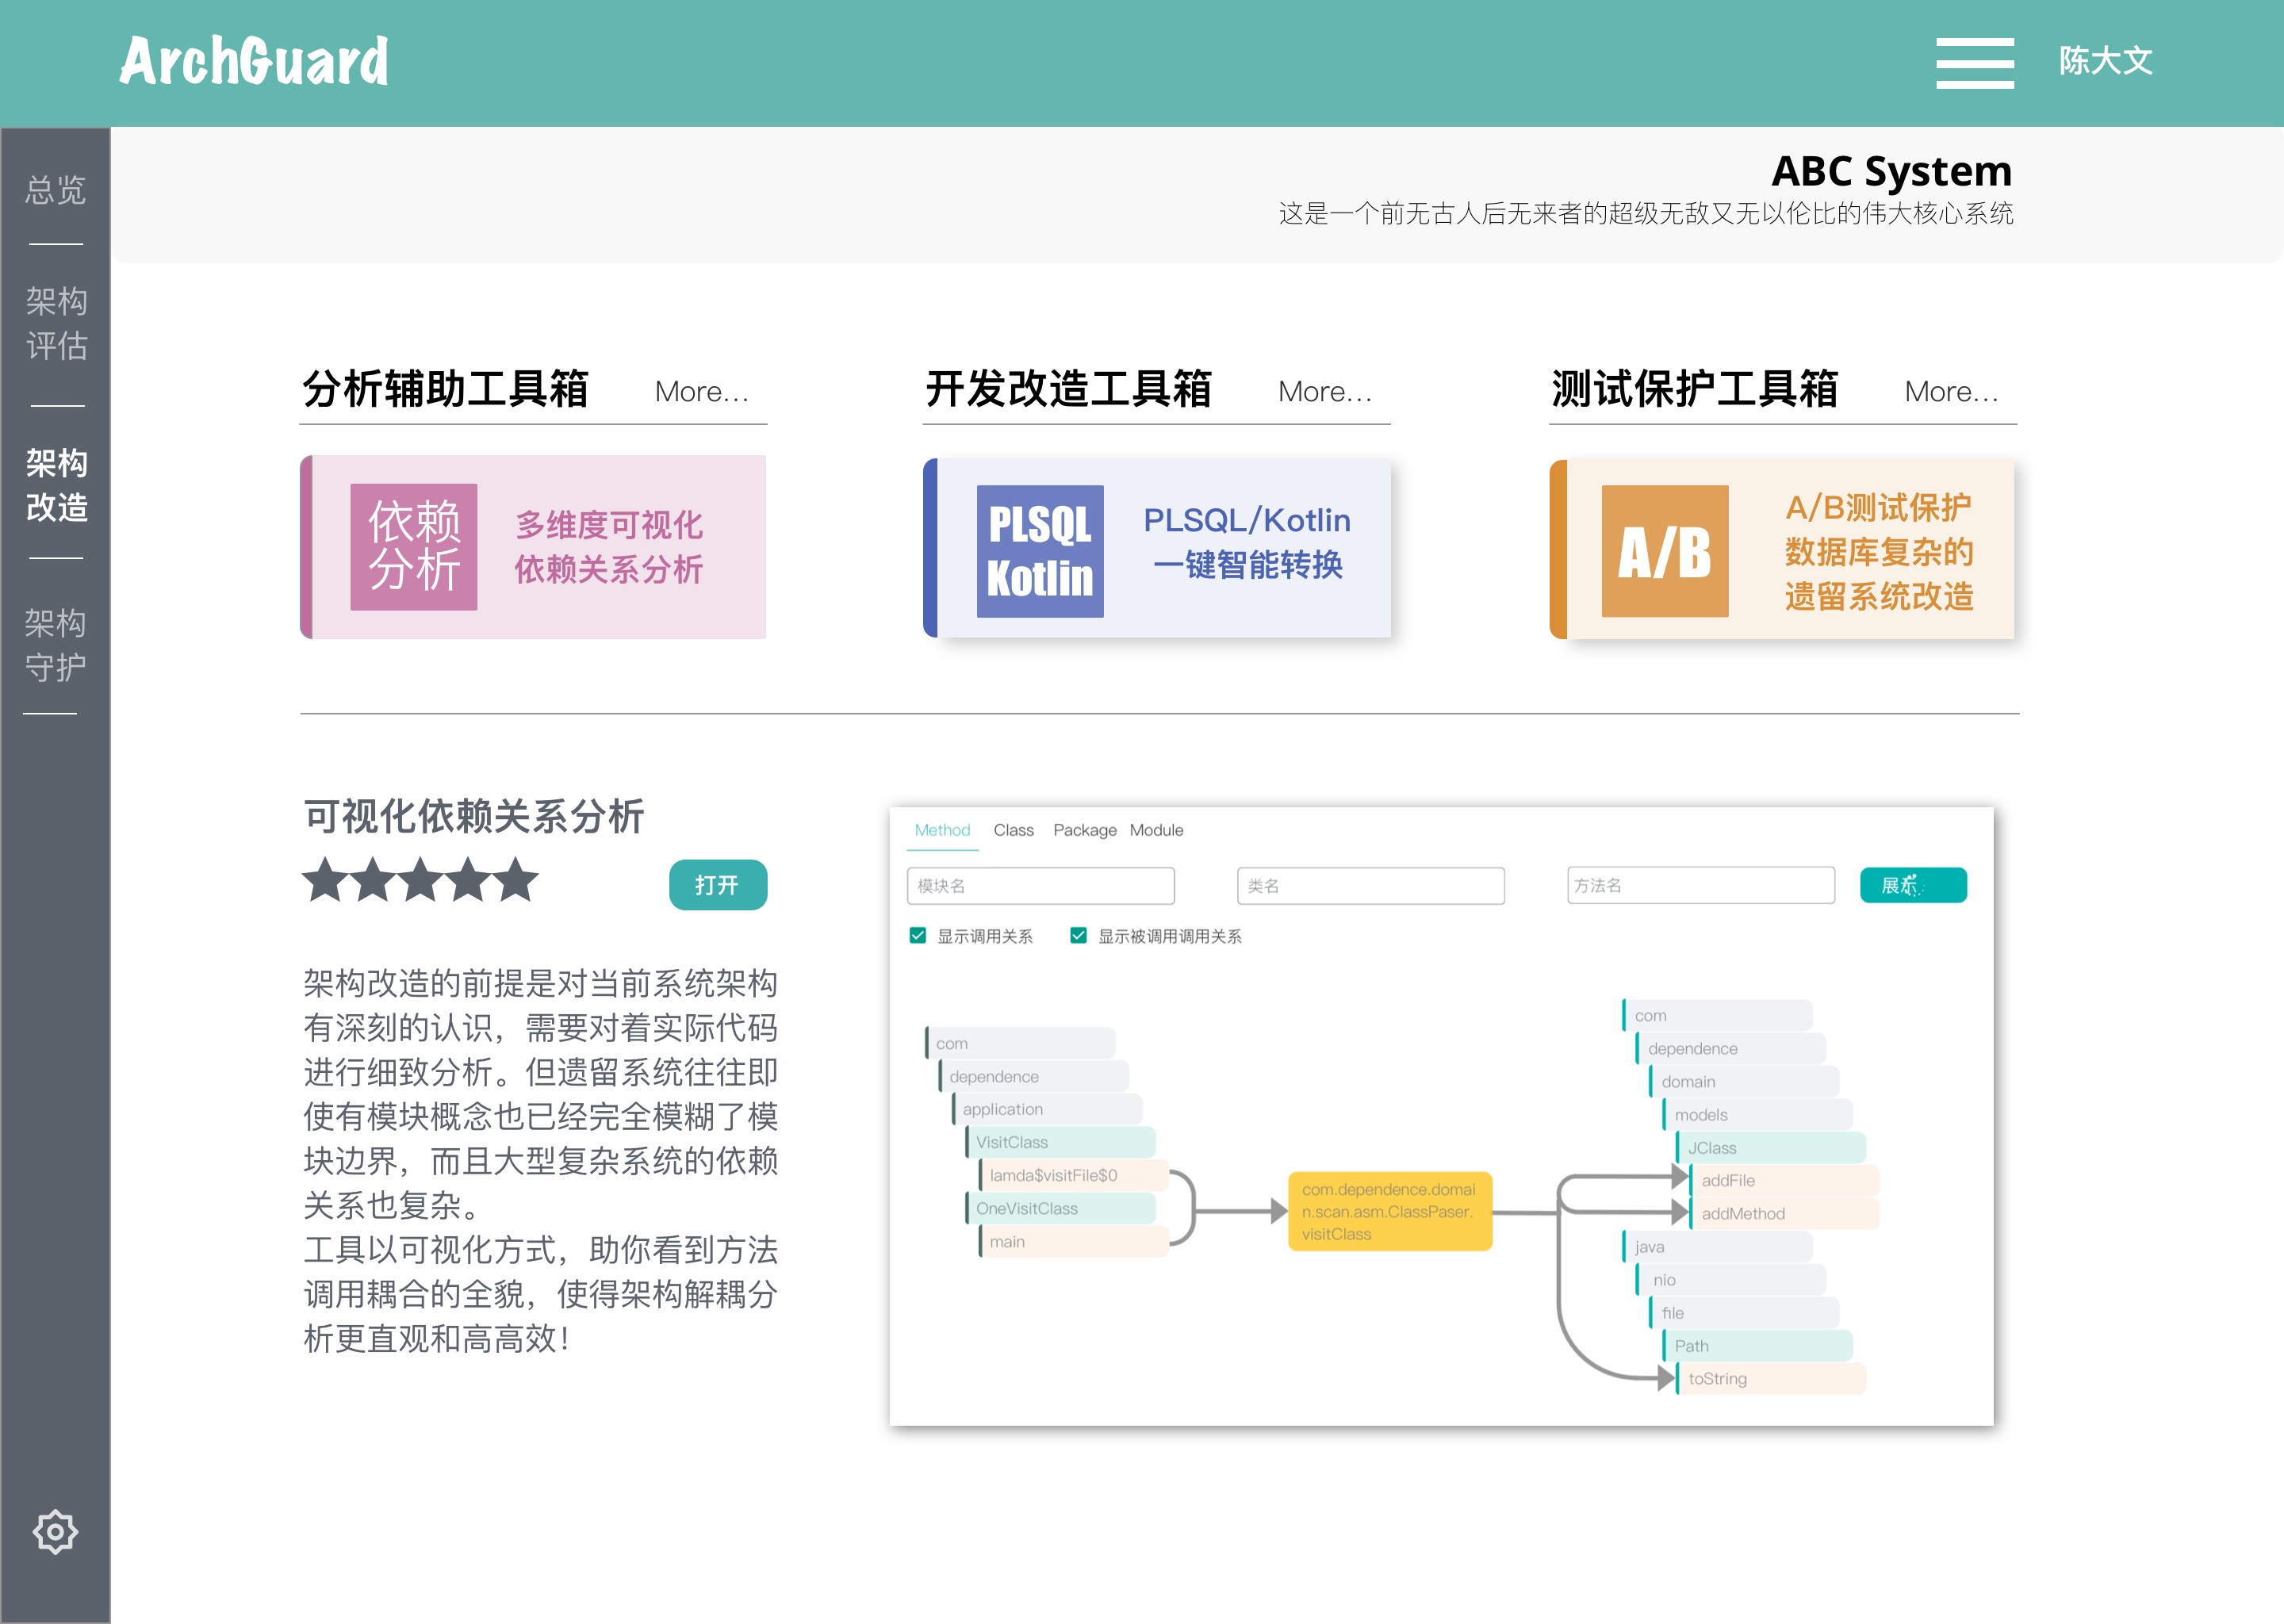 ArchGuard
陈大文
ABC System
这是一个前无古人后无来者的超级无敌又无以伦比的伟大核心系统
总览
架构
评估
架构
改造
架构
守护
分析辅助工具箱 More...
依赖
分析
多维度可视化
依赖关系分析
开发改造工具箱 More...
PLSQL
Kotlin
PLSQL/Kotlin
一键智能转换
测试保护工具箱 More...
A/B
A/B测试保护
数据库复杂的
遗留系统改造
可视化依赖关系分析
打开
架构改造的前提是对当前系统架构
有深刻的认识，需要对着实际代码
进行细致分析。但遗留系统往往即
使有模块概念也已经完全模糊了模
块边界，而且大型复杂系统的依赖
关系也复杂。
工具以可视化方式，助你看到方法
调用耦合的全貌，使得架构解耦分
析更直观和高高效！
Method Class Package Module
模块名 类名 方法名 展示
显示调用关系 显示被调用调用关系
com
dependence
application
VisitClass
lamda$visitFile$0
OneVisitClass
main
com.dependence.domai
n.scan.asm.ClassPaser.
visitClass
com
dependence
domain
models
JClass
addFile
addMethod
java
nio
file
Path
toString